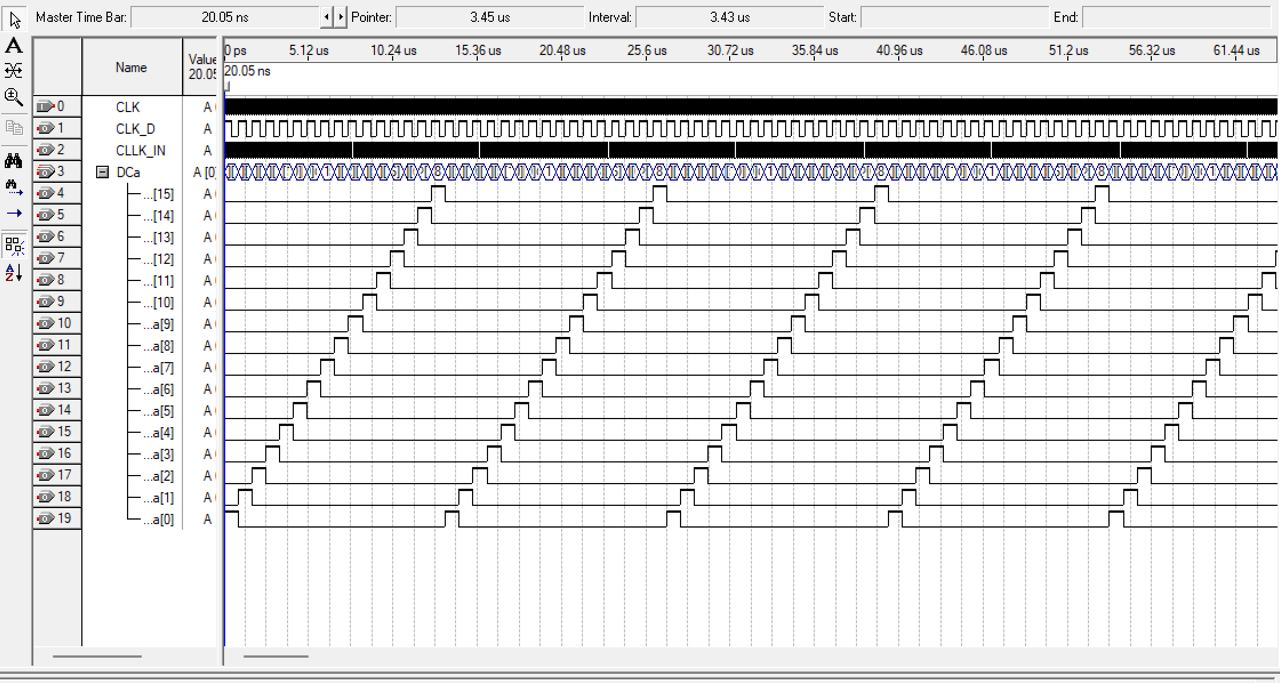 Master Time Bar: 20.05 ns Pointer: 3.45 us Interval: 3.43 us Start: End:
Name Value 20.05
0 ps 5.12 us 10.24 us 15.36 us 20.48 us 25.6 us 30.72 us 35.84 us 40.96 us 46.08 us 51.2 us 56.32 us 61.44 us
20.05 ns
0 CLK A
1 CLK_D A
2 CLLK_IN A
3 DCa A [0]
4 ...[15] A
5 ...[14] A
6 ...[13] A
7 ...[12] A
8 ...[11] A
9 ...[10] A
10 ...a[9] A
11 ...a[8] A
12 ...a[7] A
13 ...a[6] A
14 ...a[5] A
15 ...a[4] A
16 ...a[3] A
17 ...a[2] A
18 ...a[1] A
19 ...a[0] A